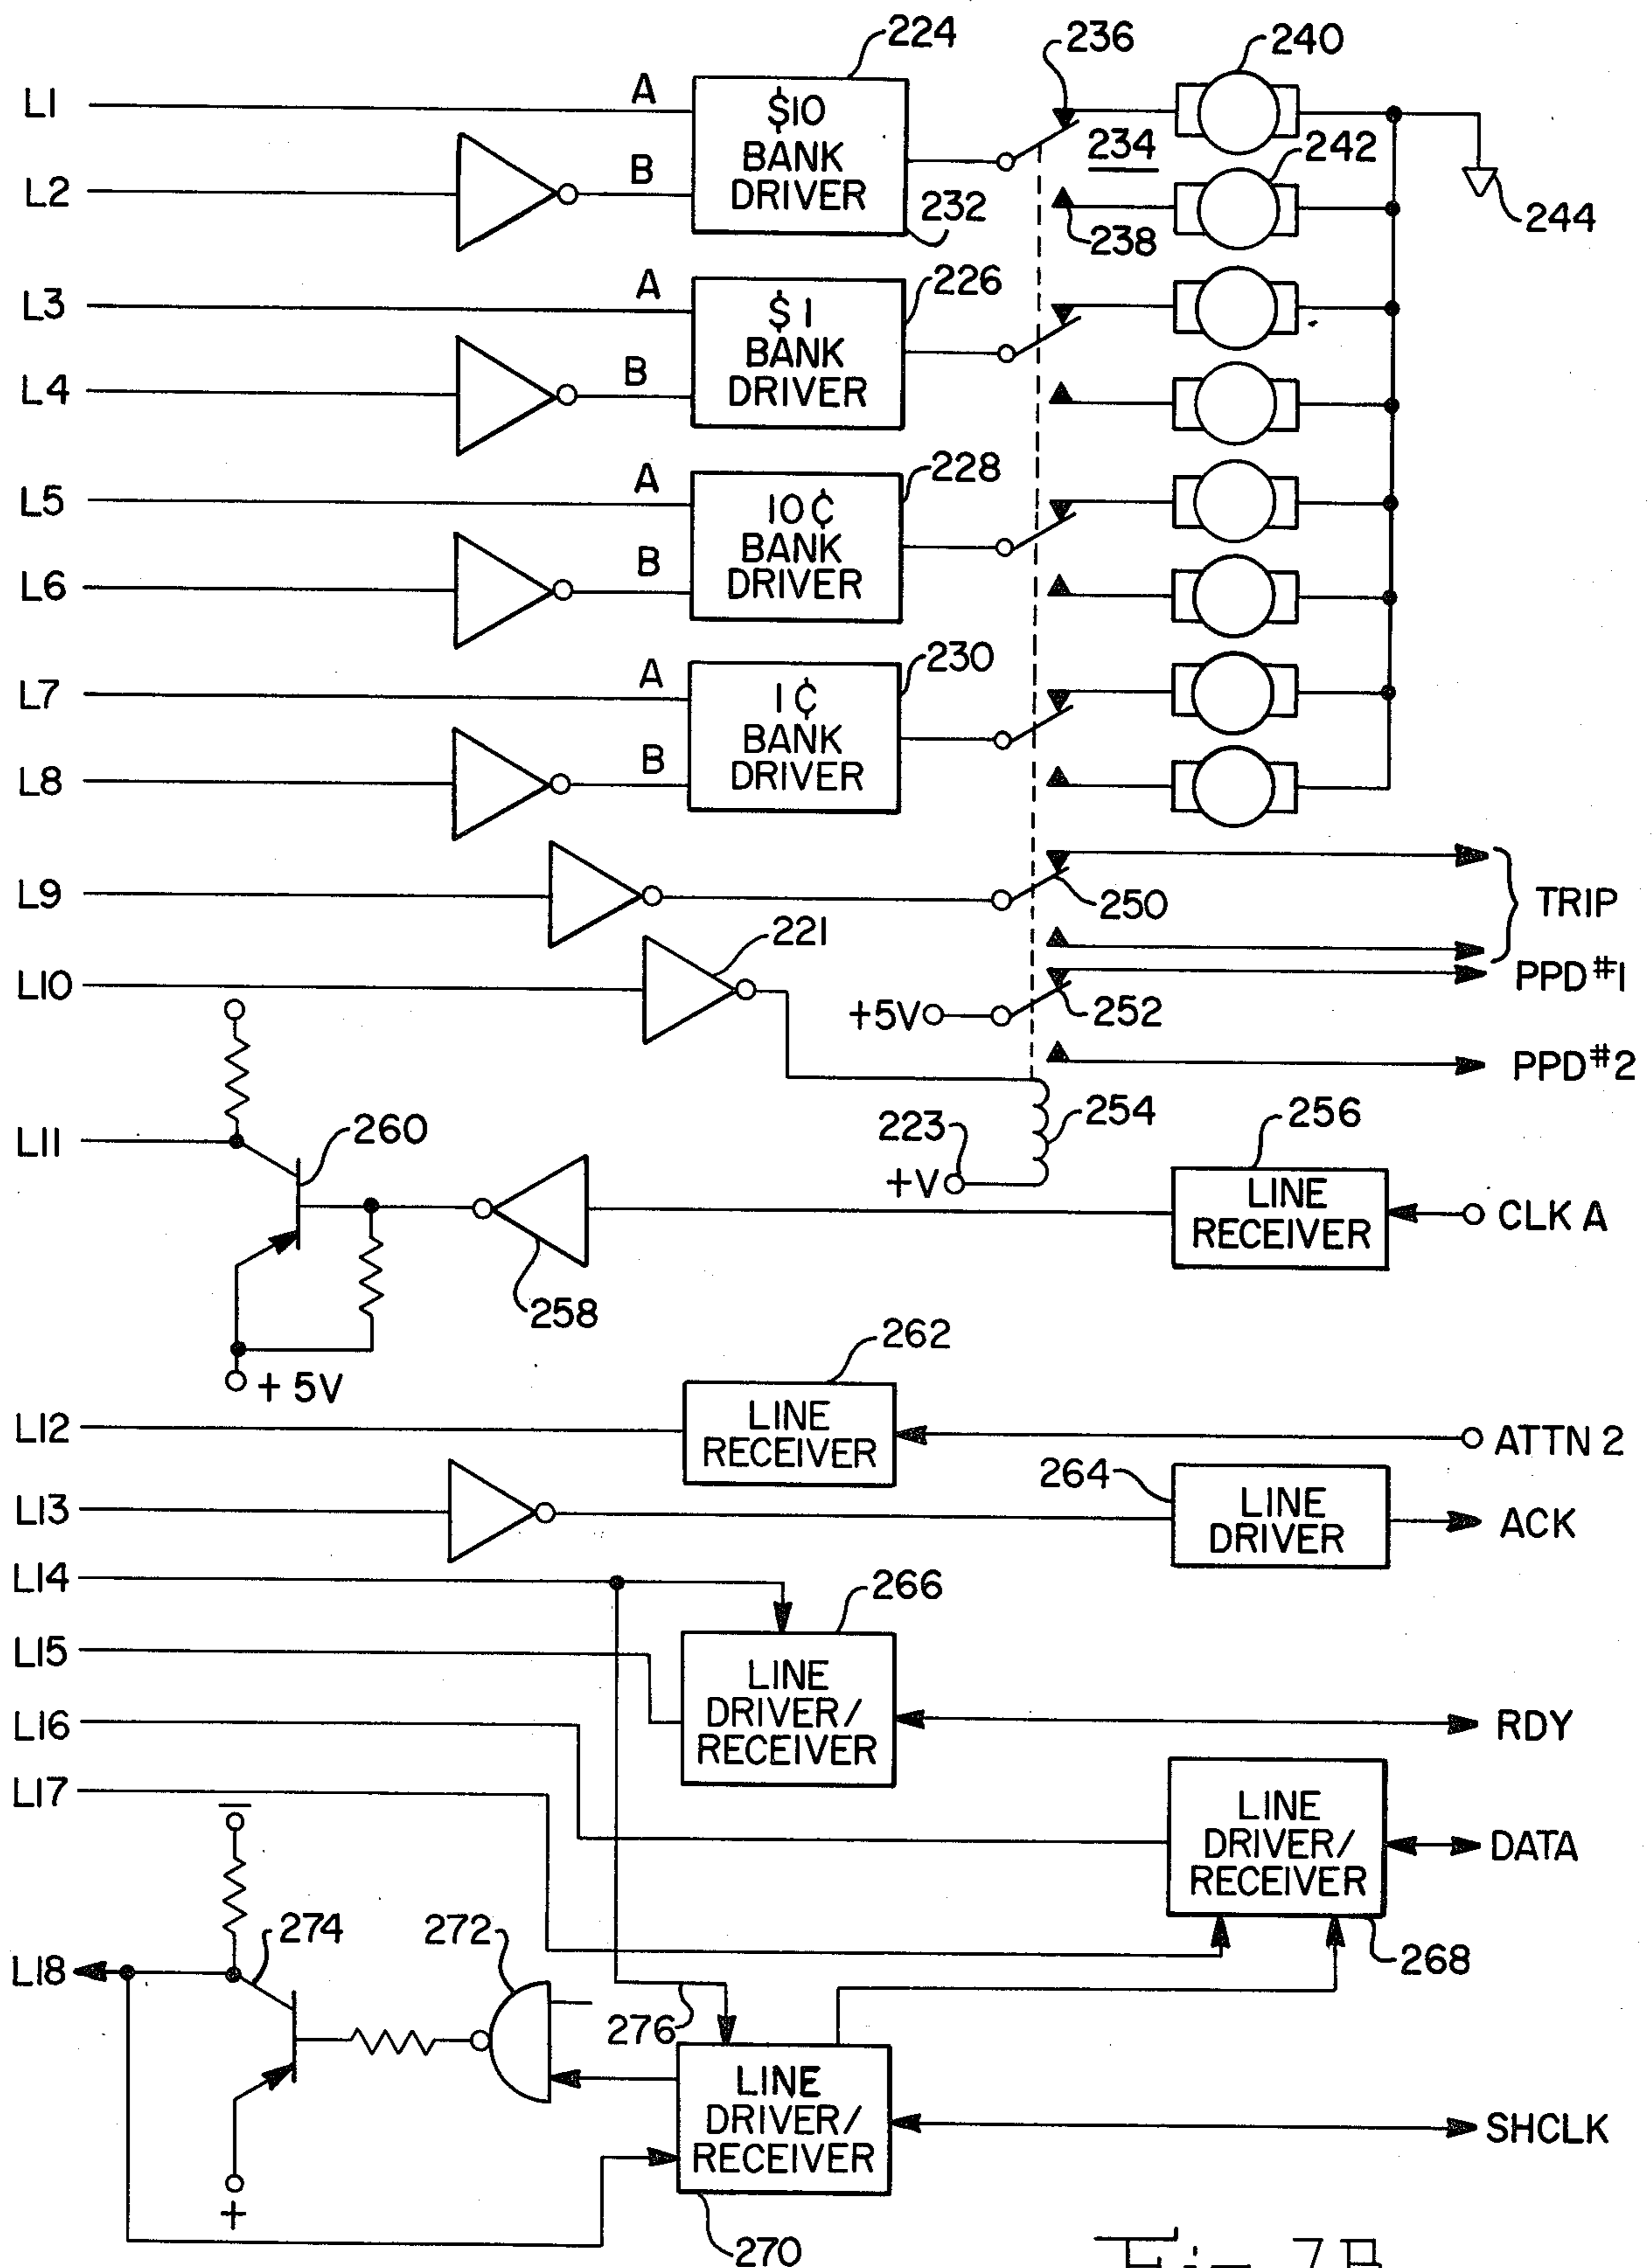 224
236
240
L1
A
$10
BANK
DRIVER
234
242
L2
B
232
238
244
L3
A
$1
BANK
DRIVER
226
L4
B
L5
A
10¢
BANK
DRIVER
228
L6
B
L7
A
1¢
BANK
DRIVER
230
L8
B
L9
250
TRIP
221
L10
PPD #1
+5V
252
PPD #2
L11
260
223
254
256
+V
LINE
RECEIVER
CLK A
258
+ 5V
262
L12
LINE
RECEIVER
ATTN 2
264
L13
LINE
DRIVER
ACK
L14
266
L15
LINE
DRIVER/
RECEIVER
L16
RDY
L17
–
LINE
DRIVER/
RECEIVER
DATA
274
272
L18
268
276
LINE
DRIVER/
RECEIVER
SHCLK
+
270
Fig. 7B